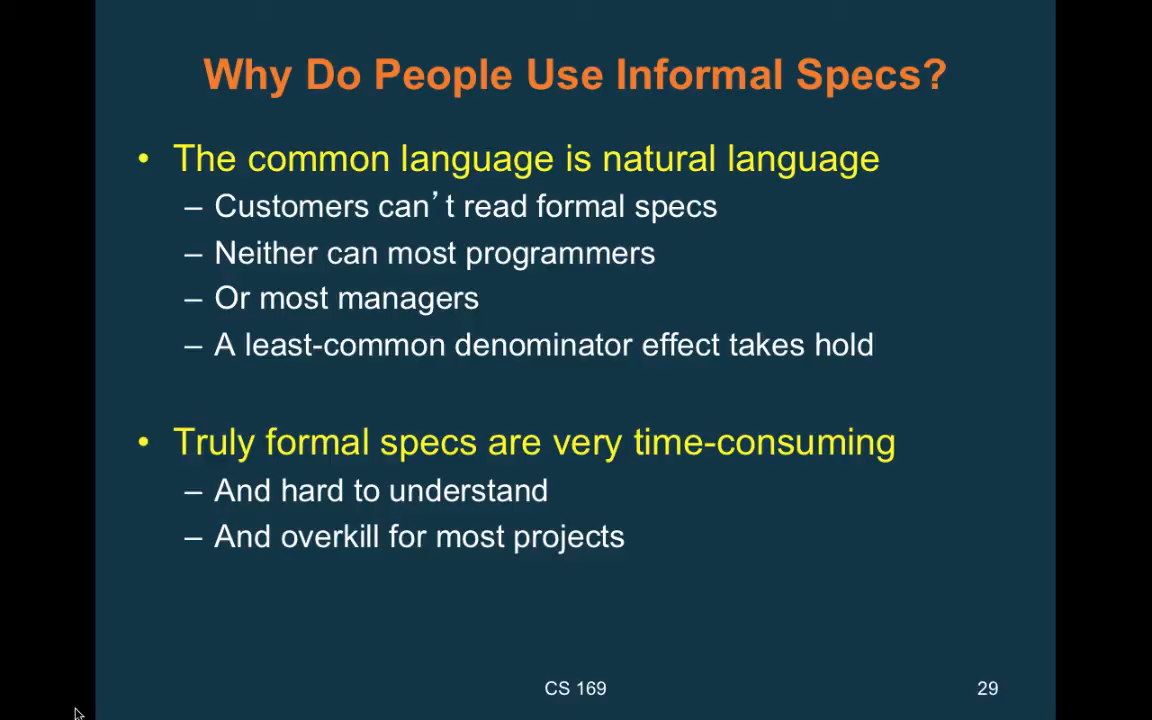 Why Do People Use Informal Specs?
• The common language is natural language
– Customers can’t read formal specs
– Neither can most programmers
– Or most managers
– A least-common denominator effect takes hold
• Truly formal specs are very time-consuming
– And hard to understand
– And overkill for most projects
CS 169
29